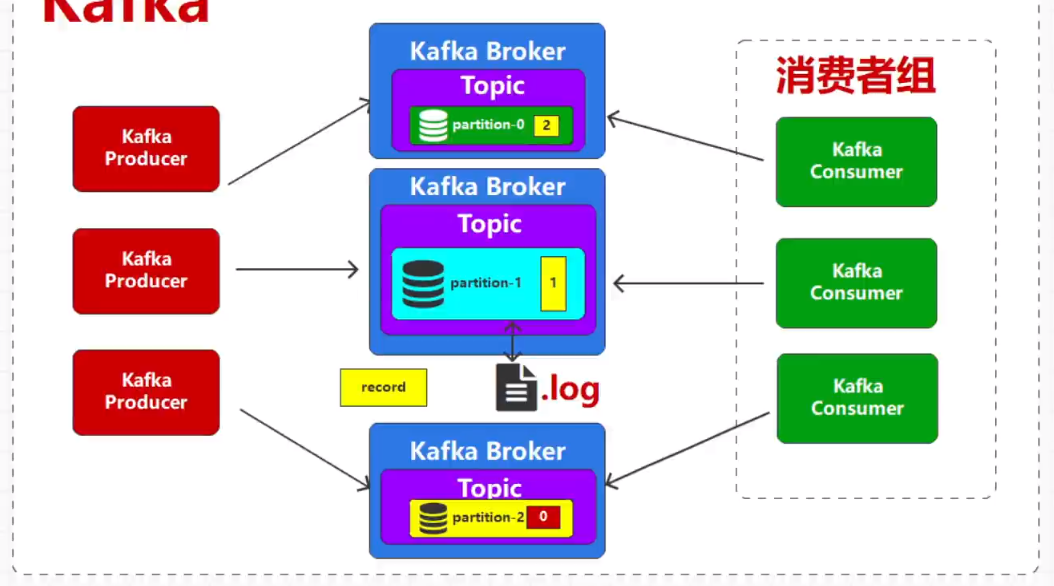 Kafka
Kafka Broker
Topic
partition-0 2
Kafka
Producer
Kafka Broker
Topic
partition-1 1
Kafka
Producer
record
.log
Kafka
Producer
Kafka Broker
Topic
partition-2 0
消费者组
Kafka
Consumer
Kafka
Consumer
Kafka
Consumer